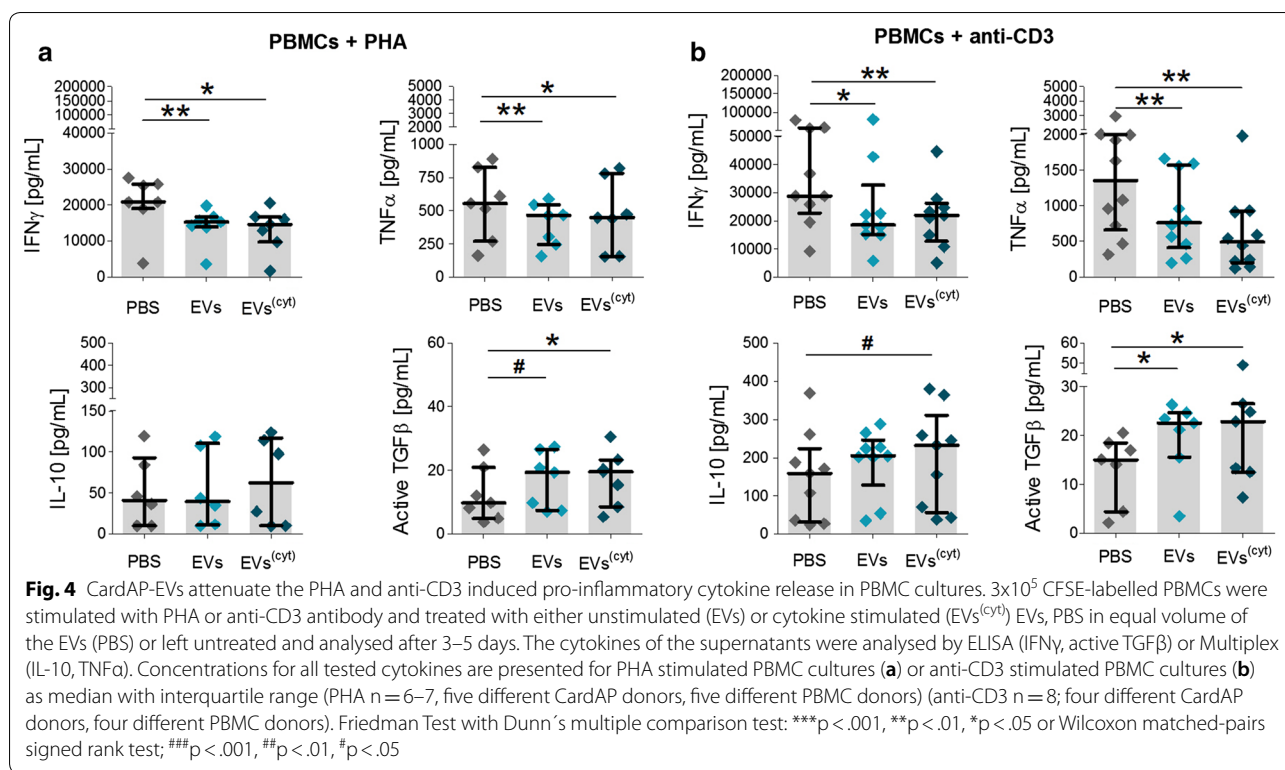 a
PBMCs + PHA
IFNγ [pg/mL]
200000
150000
100000
50000
40000
30000
20000
10000
0
**
*
PBS
EVs
EVs(cyt)
TNFα [pg/mL]
5000
4000
3000
2000
1000
750
500
250
0
**
*
PBS
EVs
EVs(cyt)
IL-10 [pg/mL]
500
400
300
200
150
100
50
0
PBS
EVs
EVs(cyt)
Active TGFβ [pg/mL]
60
40
20
0
#
*
PBS
EVs
EVs(cyt)
b
PBMCs + anti-CD3
IFNγ [pg/mL]
200000
150000
100000
50000
40000
30000
20000
10000
0
*
**
PBS
EVs
EVs(cyt)
TNFα [pg/mL]
5000
4000
3000
2000
1500
1000
500
0
**
**
PBS
EVs
EVs(cyt)
IL-10 [pg/mL]
500
400
300
200
100
0
#
PBS
EVs
EVs(cyt)
Active TGFβ [pg/mL]
60
50
40
30
20
10
0
*
*
PBS
EVs
EVs(cyt)
Fig. 4 CardAP-EVs attenuate the PHA and anti-CD3 induced pro-inflammatory cytokine release in PBMC cultures. 3x10⁵ CFSE-labelled PBMCs were
stimulated with PHA or anti-CD3 antibody and treated with either unstimulated (EVs) or cytokine stimulated (EVs(cyt)) EVs, PBS in equal volume of
the EVs (PBS) or left untreated and analysed after 3–5 days. The cytokines of the supernatants were analysed by ELISA (IFNγ, active TGFβ) or Multiplex
(IL-10, TNFα). Concentrations for all tested cytokines are presented for PHA stimulated PBMC cultures (a) or anti-CD3 stimulated PBMC cultures (b)
as median with interquartile range (PHA n = 6–7, five different CardAP donors, five different PBMC donors) (anti-CD3 n = 8; four different CardAP
donors, four different PBMC donors). Friedman Test with Dunn´s multiple comparison test: ***p < .001, **p < .01, *p < .05 or Wilcoxon matched-pairs
signed rank test; ###p < .001, ##p < .01, #p < .05